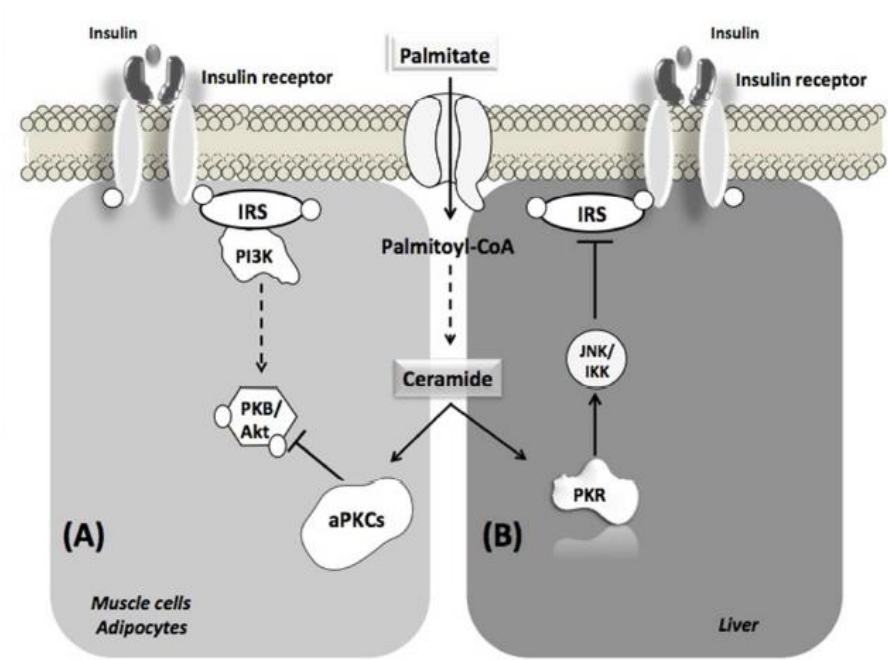 Insulin
Insulin receptor
Palmitate
Insulin
Insulin receptor
IRS
PI3K
PKB/
Akt
aPKCs
(A)
Muscle cells
Adipocytes
Palmitoyl-CoA
Ceramide
IRS
JNK/
IKK
PKR
(B)
Liver